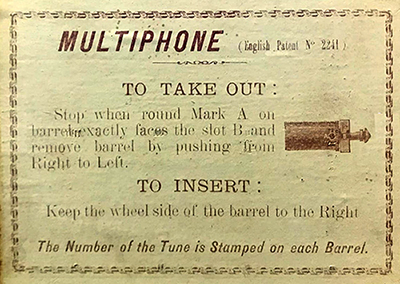 MULTIPHONE (English Patent No 2241)
TO TAKE OUT:
Stop when round Mark A on
barrel exactly faces the slot B and
remove barrel by pushing from
Right to Left.
TO INSERT:
Keep the wheel side of the barrel to the Right
The Number of the Tune is Stamped on each Barrel.